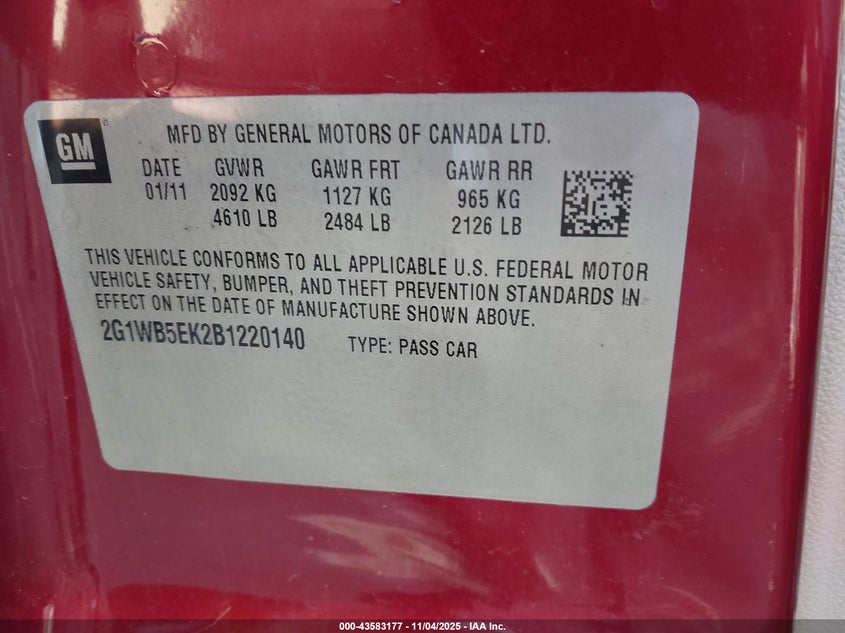 GM
MFD BY GENERAL MOTORS OF CANADA LTD.
DATE GVWR GAWR FRT GAWR RR
01/11 2092 KG 1127 KG 965 KG
4610 LB 2484 LB 2126 LB
THIS VEHICLE CONFORMS TO ALL APPLICABLE U.S. FEDERAL MOTOR
VEHICLE SAFETY, BUMPER, AND THEFT PREVENTION STANDARDS IN
EFFECT ON THE DATE OF MANUFACTURE SHOWN ABOVE.
2G1WB5EK2B1220140 TYPE: PASS CAR
000-43583177 - 11/04/2025 - IAA Inc.